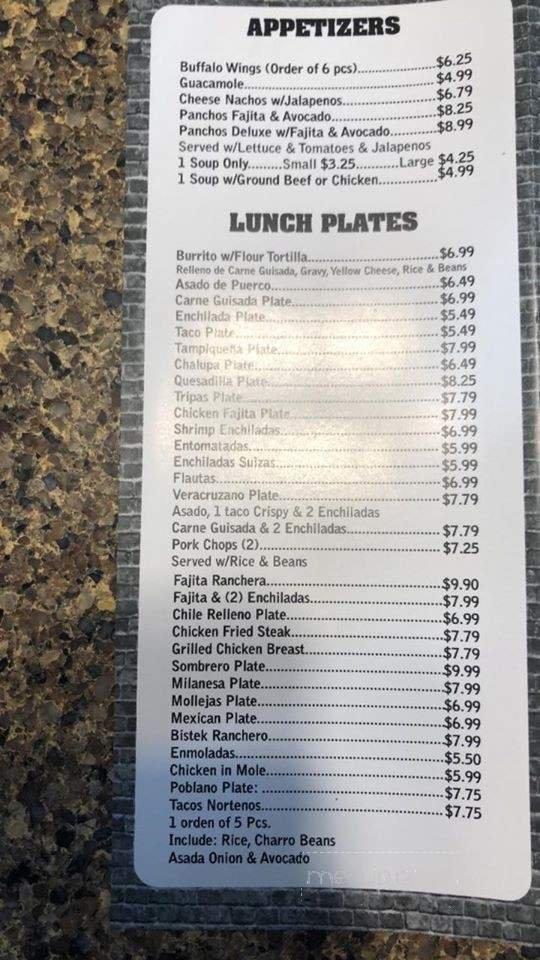 APPETIZERS
Buffalo Wings (Order of 6 pcs)....................$6.25
Guacamole..................................................$4.99
Cheese Nachos w/Jalapenos........................$6.79
Panchos Fajita & Avocado...........................$8.25
Panchos Deluxe w/Fajita & Avocado............$8.99
Served w/Lettuce & Tomatoes & Jalapenos
1 Soup Only.........Small $3.25...........Large $4.25
1 Soup w/Ground Beef or Chicken...............$4.99
LUNCH PLATES
Burrito w/Flour Tortilla..................................$6.99
Relleno de Carne Guisada, Gravy, Yellow Cheese, Rice & Beans
Asado de Puerco...........................................$6.49
Carne Guisada Plate.....................................$6.99
Enchilada Plate.............................................$5.49
Taco Plate.....................................................$5.49
Tampiqueña Plate.........................................$7.99
Chalupa Plate................................................$6.49
Quesadilla Plate............................................$8.25
Tripas Plate...................................................$7.79
Chicken Fajita Plate......................................$7.99
Shrimp Enchiladas........................................$6.99
Entomatadas.................................................$5.99
Enchiladas Suizas.........................................$5.99
Flautas..........................................................$6.99
Veracruzano Plate.........................................$7.79
Asado, 1 taco Crispy & 2 Enchiladas
Carne Guisada & 2 Enchiladas......................$7.79
Pork Chops (2)..............................................$7.25
Served w/Rice & Beans
Fajita Ranchera.............................................$9.90
Fajita & (2) Enchiladas..................................$7.99
Chile Relleno Plate........................................$6.99
Chicken Fried Steak......................................$7.79
Grilled Chicken Breast..................................$7.79
Sombrero Plate.............................................$9.99
Milanesa Plate..............................................$7.99
Mollejas Plate...............................................$6.99
Mexican Plate...............................................$6.99
Bistek Ranchero............................................$7.99
Enmoladas....................................................$5.50
Chicken in Mole............................................$5.99
Poblano Plate: ..............................................$7.75
Tacos Nortenos.............................................$7.75
1 orden of 5 Pcs.
Include: Rice, Charro Beans
Asada Onion & Avocado